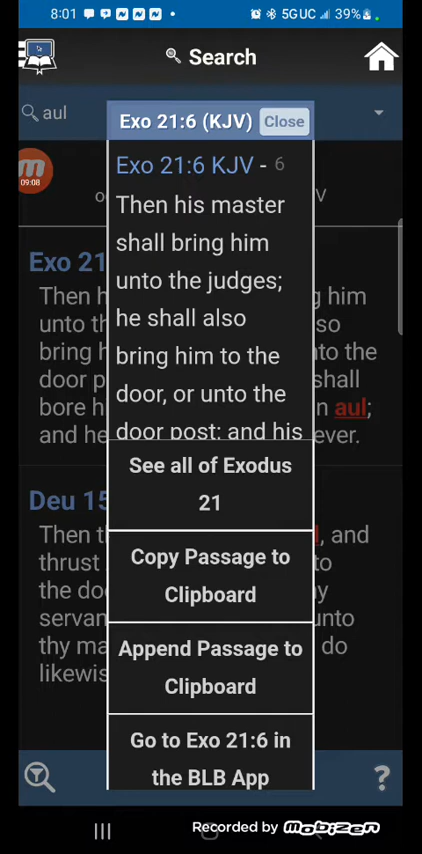 8:01 5GUC 39%
Search
aul
Exo 21:6 (KJV) Close
09:08
Exo 21:6 KJV - 6
Then his master
shall bring him
unto the judges;
he shall also
bring him to the
door, or unto the
door post; and his
See all of Exodus
21
Copy Passage to
Clipboard
Append Passage to
Clipboard
Go to Exo 21:6 in
the BLB App
V
Exo 21
Then h g him
unto th so
bring h nto the
door p shall
bore h n aul;
and he ever.
Deu 15
Then t l, and
thrust to
the doo y
servan unto
thy ma do
likewis
?
Recorded by mobizen